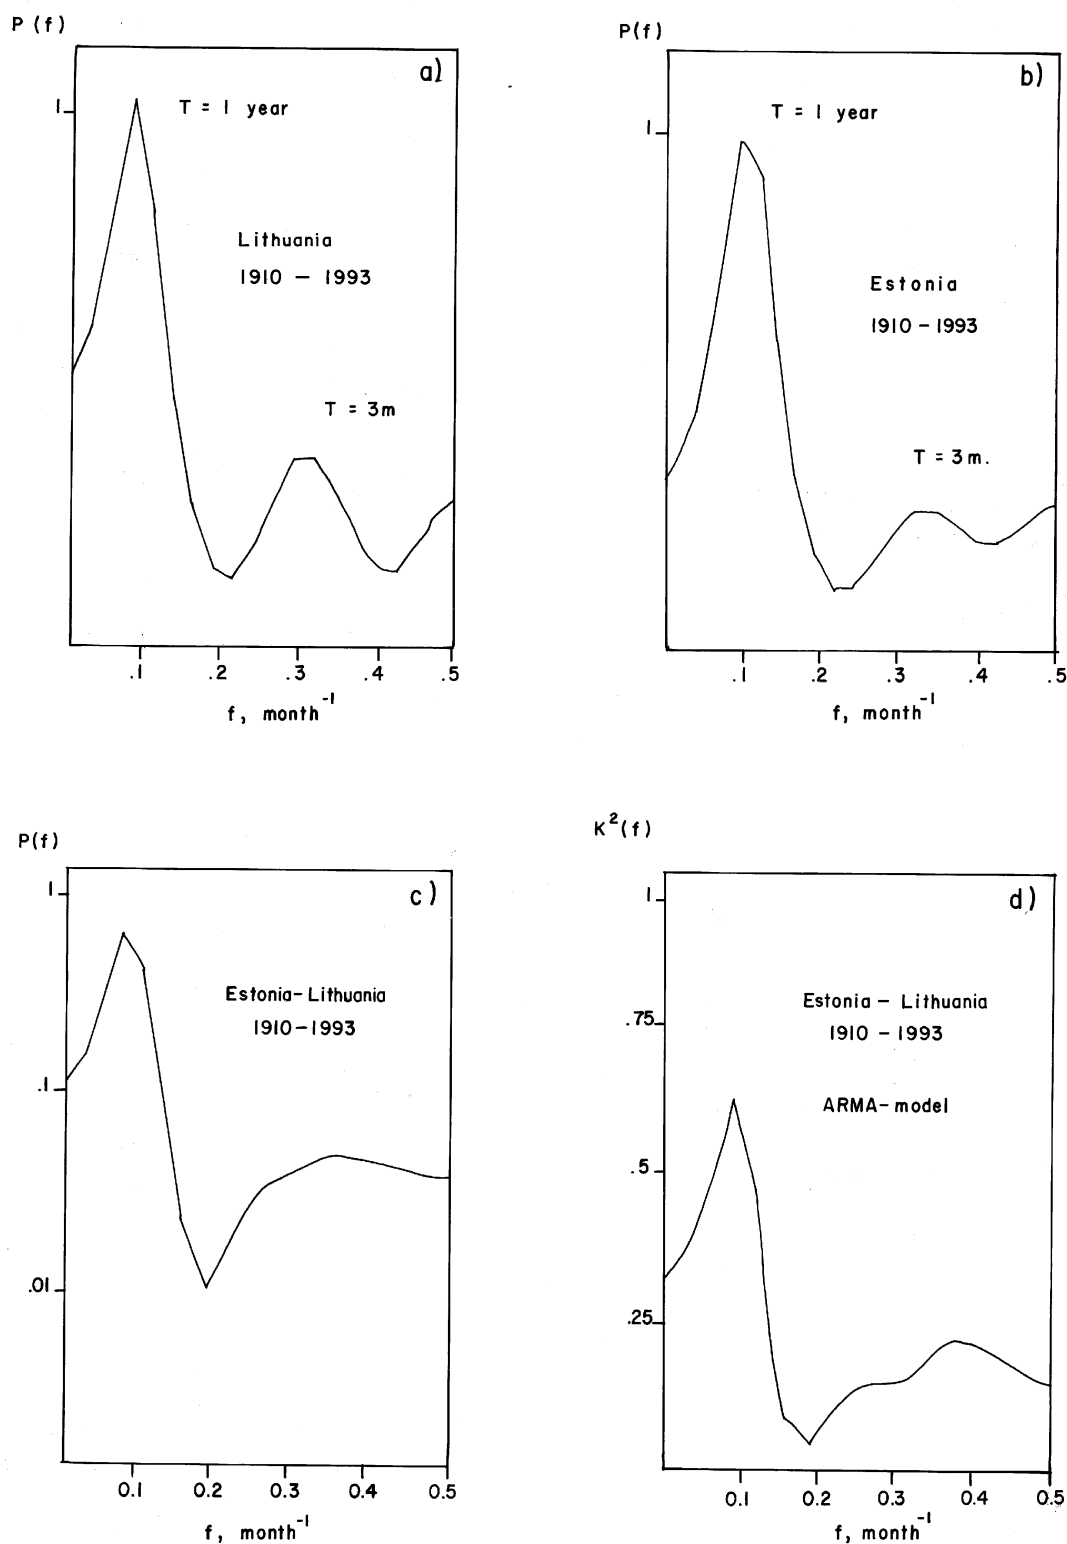 P (f)
a)
1
T = 1 year
Lithuania
1910 – 1993
T = 3m
.1 .2 .3 .4 .5
f, month⁻¹
P(f)
b)
1
T = 1 year
Estonia
1910 – 1993
T = 3m.
.1 .2 .3 .4 .5
f, month⁻¹
P(f)
c)
1
Estonia – Lithuania
1910 – 1993
.1
.01
0.1 0.2 0.3 0.4 0.5
f, month⁻¹
K²(f)
d)
1
Estonia – Lithuania
.75
1910 – 1993
ARMA – model
.5
.25
0.1 0.2 0.3 0.4 0.5
f, month⁻¹